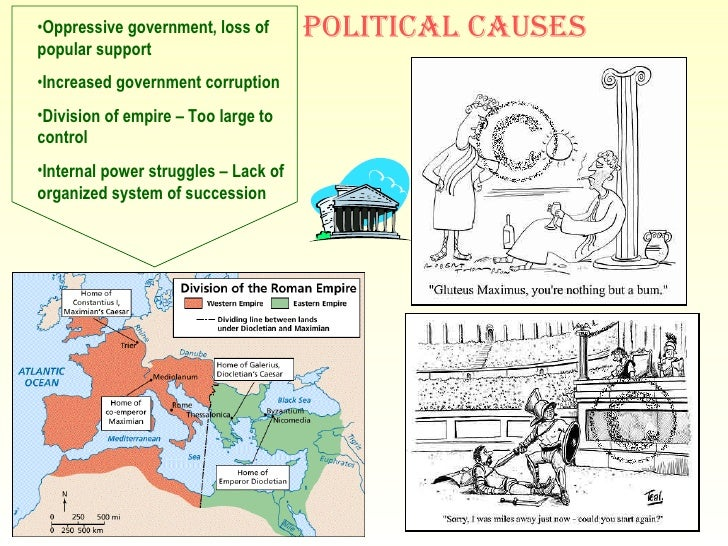 POLITICAL CAUSES
•Oppressive government, loss of
popular support
•Increased government corruption
•Division of empire – Too large to
control
•Internal power struggles – Lack of
organized system of succession
"Gluteus Maximus, you're nothing but a bum."
Division of the Roman Empire
Western Empire
Eastern Empire
Dividing line between lands
under Diocletian and Maximian
Home of
Constantius I,
Maximian's Caesar
Rhine
Trier
Danube
ATLANTIC
OCEAN
Home of Galerius,
Diocletian's Caesar
Mediolanum
Home of
co-emperor
Maximian
Rome
Thessalonica
Black Sea
Byzantium
Nicomedia
Mediterranean
Sea
Tigris
Euphrates
Home of
Emperor Diocletian
Nile
N
0 250 500 mi
0 250 500 km
Teal
"Sorry, I was miles away just now - could you start again?"